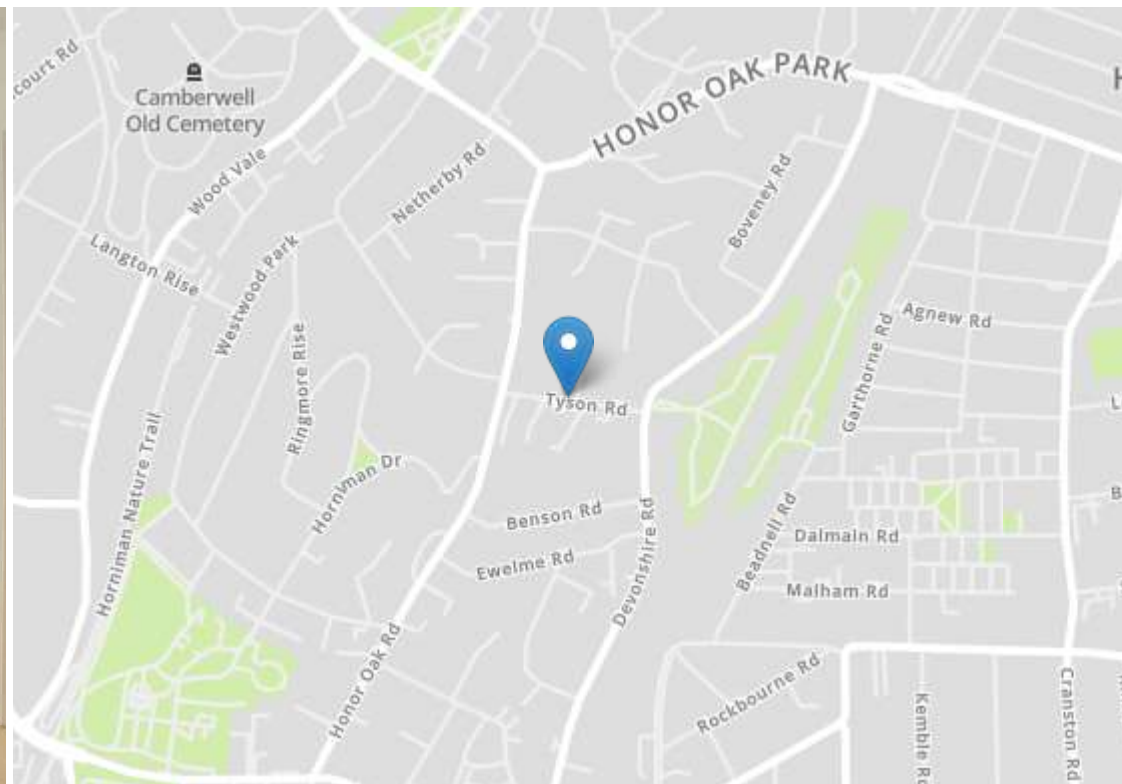 HONOR OAK PARK
Camberwell
Old Cemetery
Netherby Rd
Wood Vale
Boveney Rd
Langton Rise
Westwood Park
Agnew Rd
Ringmore Rise
Garthorne Rd
Tyson Rd
Horniman Nature Trail
Horniman Dr
Benson Rd
Dalmain Rd
Ewelme Rd
Devonshire Rd
Beadnell Rd
Malham Rd
Honor Oak Rd
Rockbourne Rd
Kemble Rd
Cranston Rd